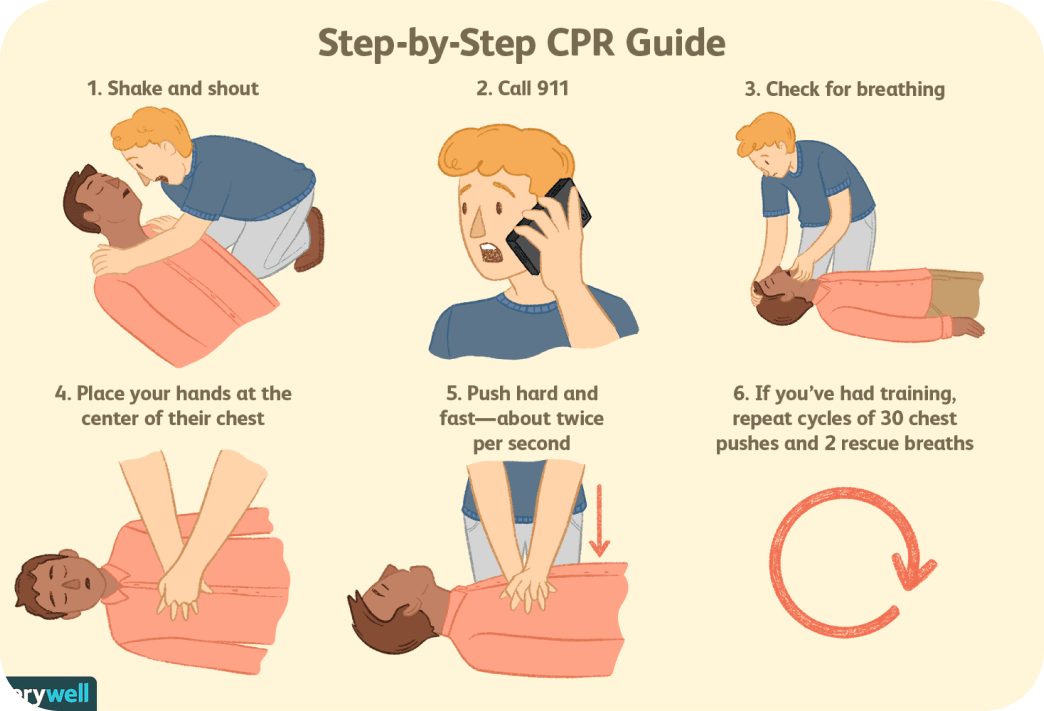 Step-by-Step CPR Guide
1. Shake and shout
2. Call 911
3. Check for breathing
4. Place your hands at the
center of their chest
5. Push hard and
fast—about twice
per second
6. If you’ve had training,
repeat cycles of 30 chest
pushes and 2 rescue breaths
erywell